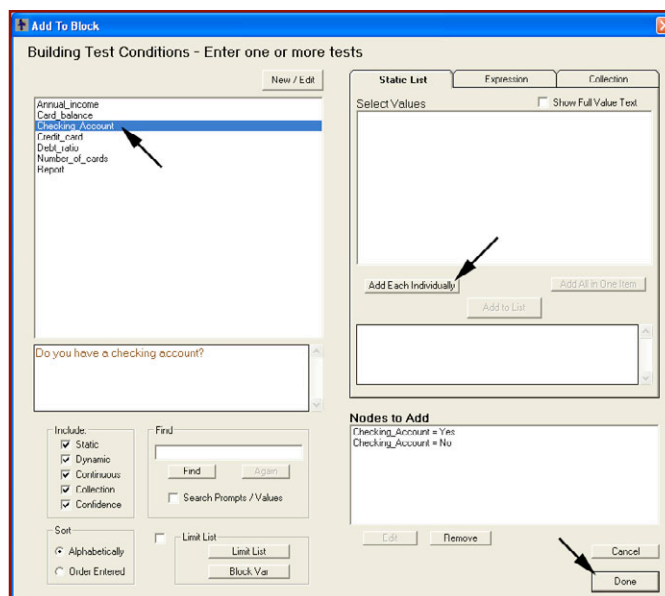 Add To Block
Building Test Conditions - Enter one or more tests
New / Edit
Annual_income
Card_balance
Checking_Account
Credit_card
Debt_ratio
Number_of_cards
Report
Do you have a checking account?
Include:
Static
Dynamic
Continuous
Collection
Confidence
Find
Find
Again
Search Prompts / Values
Sort
Alphabetically
Order Entered
Limit List
Limit List
Block Var
Static List
Expression
Collection
Select Values
Show Full Value Text
Add Each Individually
Add All in One Item
Add to List
Nodes to Add
Checking_Account = Yes
Checking_Account = No
Edit
Remove
Cancel
Done